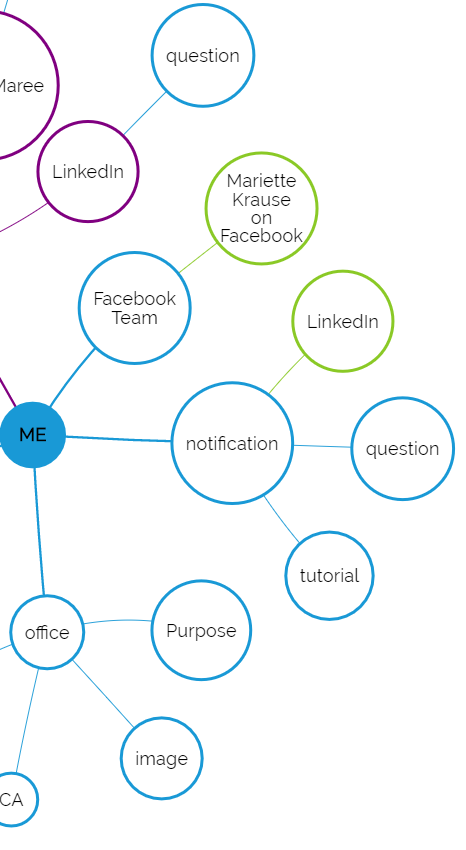 question
Maree
LinkedIn
Mariette
Krause
on
Facebook
Facebook
Team
LinkedIn
ME
notification
question
tutorial
office
Purpose
image
CA